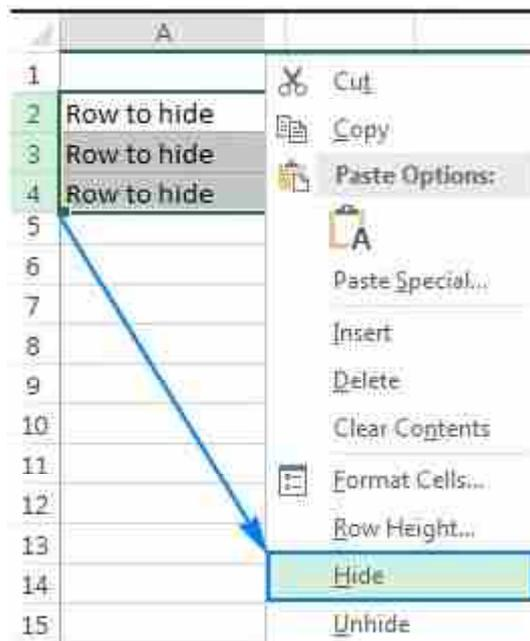 A
1
2 Row to hide
3 Row to hide
4 Row to hide
5
6
7
8
9
10
11
12
13
14
15
Cut
Copy
Paste Options:
A
Paste Special...
Insert
Delete
Clear Contents
Format Cells...
Row Height...
Hide
Unhide